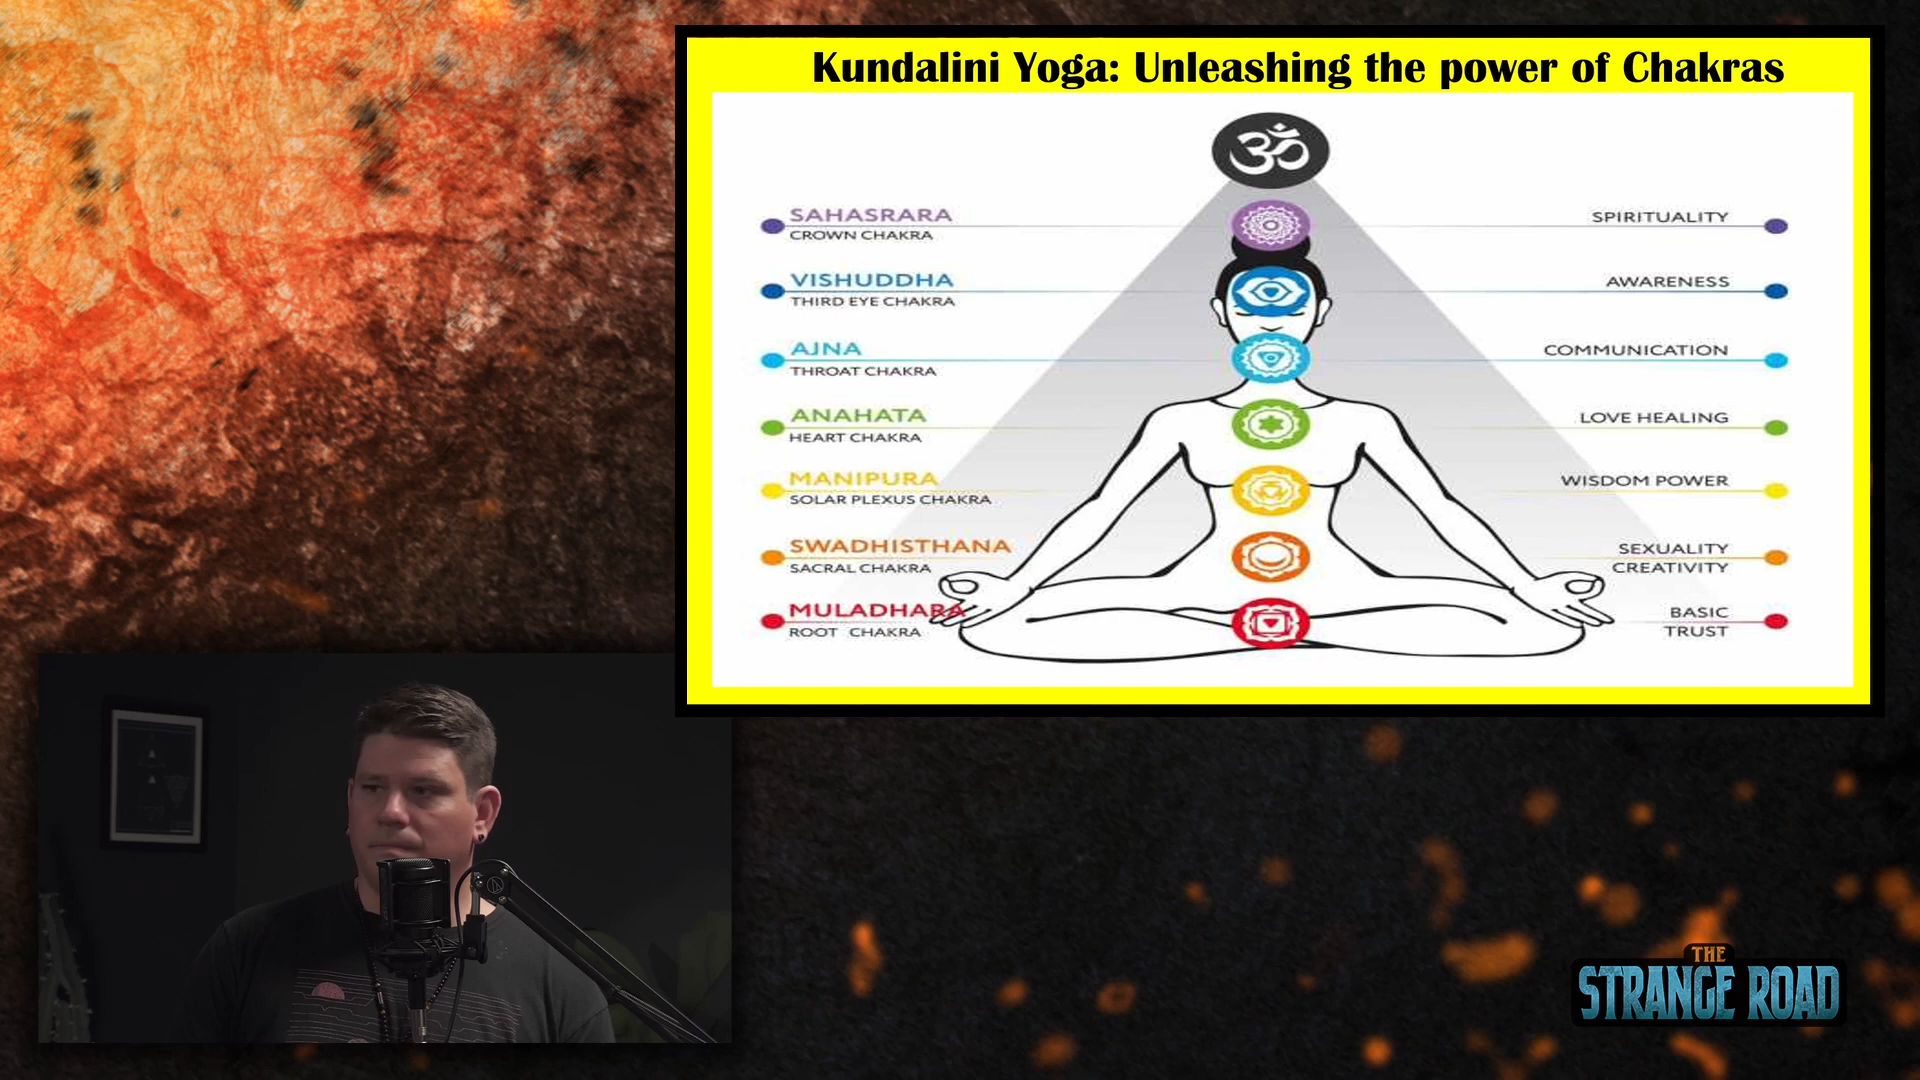 Kundalini Yoga: Unleashing the power of Chakras
ॐ
SAHASRARA
CROWN CHAKRA
SPIRITUALITY
VISHUDDHA
THIRD EYE CHAKRA
AWARENESS
AJNA
THROAT CHAKRA
COMMUNICATION
ANAHATA
HEART CHAKRA
LOVE HEALING
MANIPURA
SOLAR PLEXUS CHAKRA
WISDOM POWER
SWADHISTHANA
SACRAL CHAKRA
SEXUALITY
CREATIVITY
MULADHARA
ROOT CHAKRA
BASIC
TRUST
THE
STRANGE ROAD